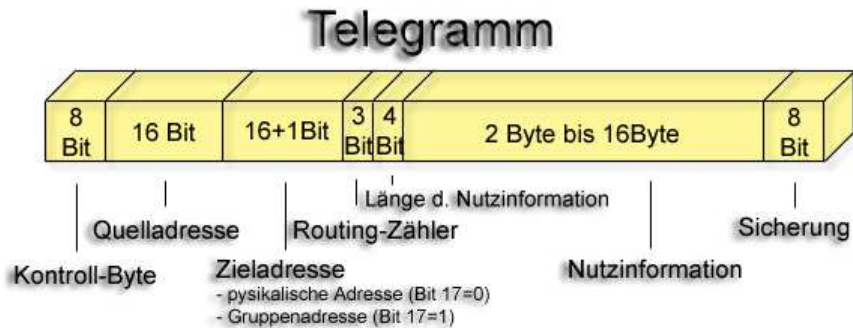 Telegramm
8
Bit
16 Bit
16+1Bit
3
Bit
4
Bit
2 Byte bis 16Byte
8
Bit
Länge d. Nutzinformation
Quelladresse
Routing-Zähler
Sicherung
Kontroll-Byte
Zieladresse
- pysikalische Adresse (Bit 17=0)
- Gruppenadresse (Bit 17=1)
Nutzinformation